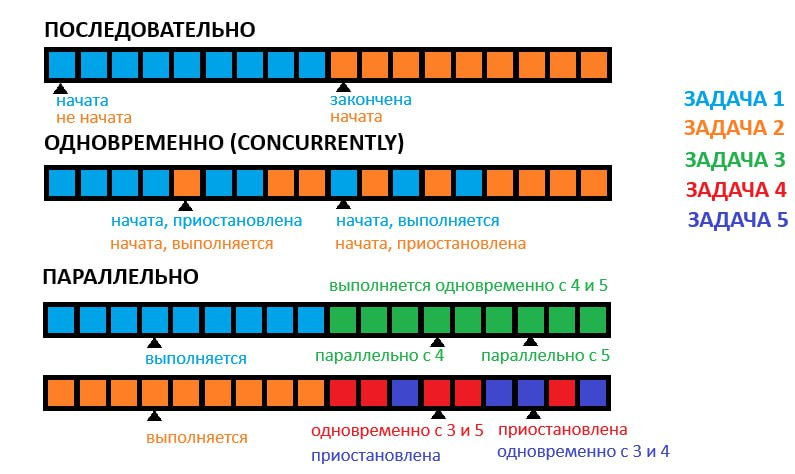 ПОСЛЕДОВАТЕЛЬНО
начата
не начата
закончена
начата
ЗАДАЧА 1
ЗАДАЧА 2
ЗАДАЧА 3
ЗАДАЧА 4
ЗАДАЧА 5
ОДНОВРЕМЕННО (CONCURRENTLY)
начата, приостановлена
начата, выполняется
начата, выполняется
начата, приостановлена
ПАРАЛЛЕЛЬНО
выполняется одновременно с 4 и 5
выполняется
параллельно с 4
параллельно с 5
выполняется
одновременно с 3 и 5
приостановлена
приостановлена
одновременно с 3 и 4